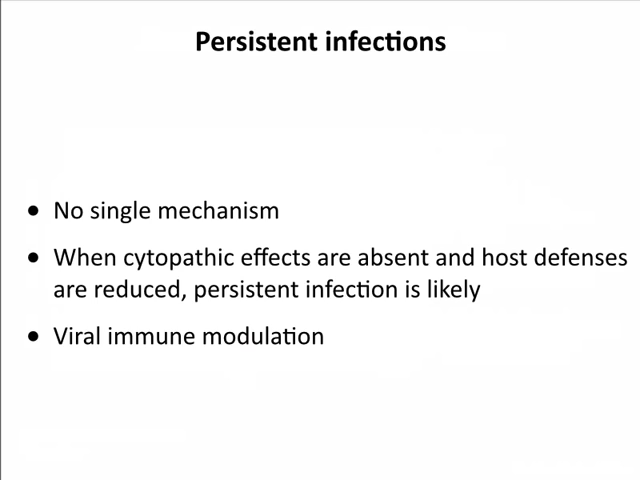 Persistent infections
● No single mechanism
● When cytopathic effects are absent and host defenses
are reduced, persistent infection is likely
● Viral immune modulation